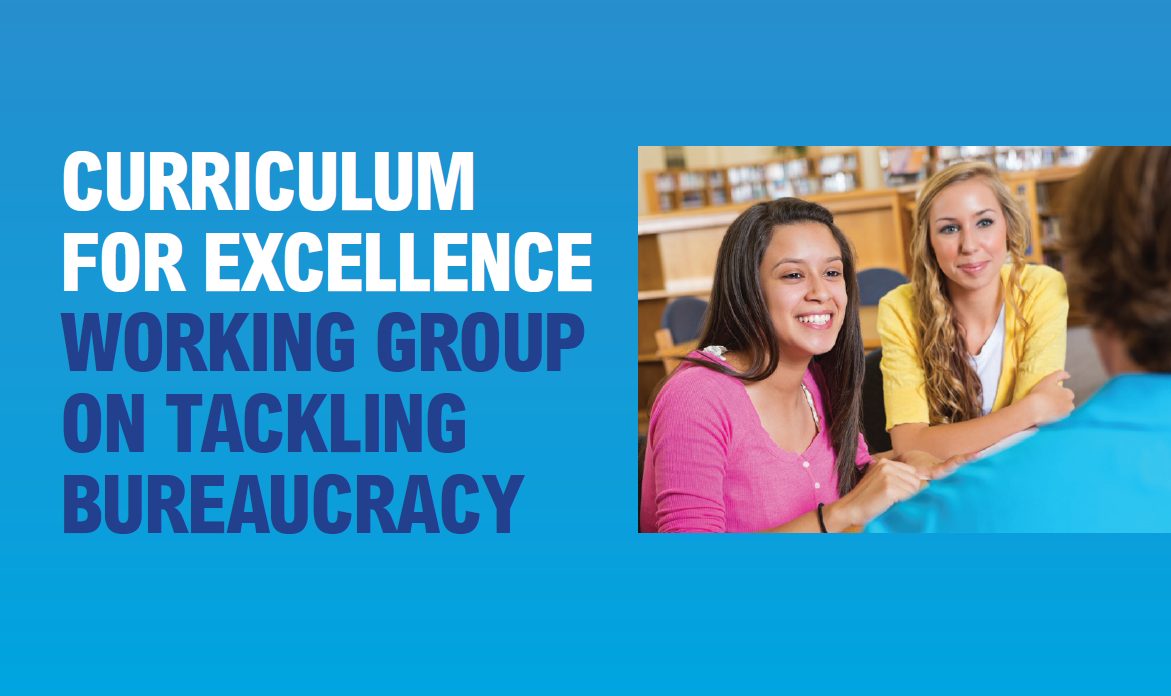 CURRICULUM
FOR EXCELLENCE
WORKING GROUP
ON TACKLING
BUREAUCRACY